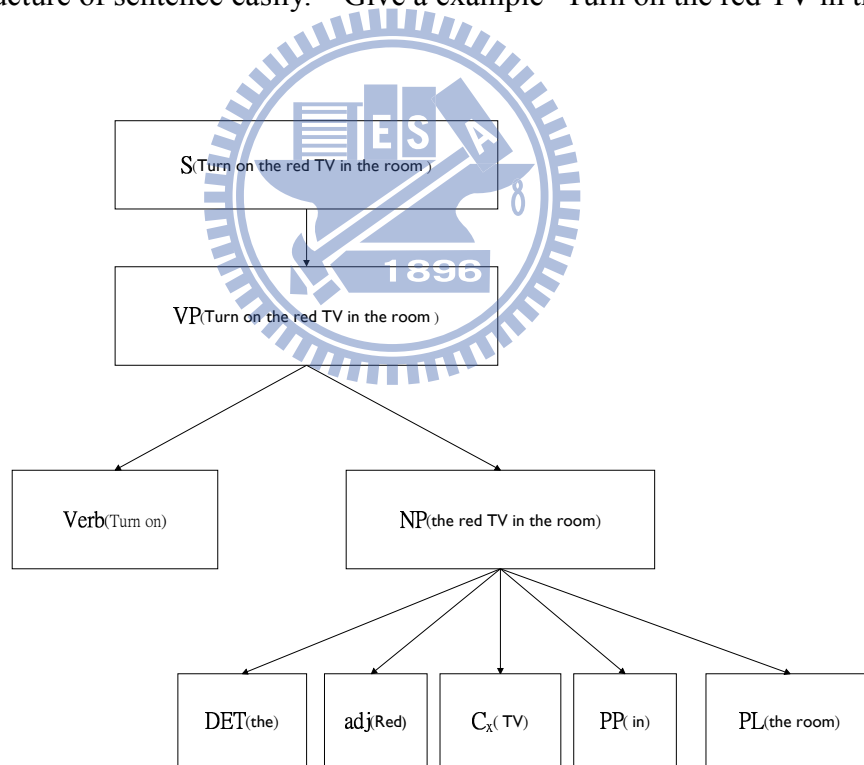 ucture of sentence easily. Give a example “Turn on the red TV in th
E S A
S(Turn on the red TV in the room )
8
1896
VP(Turn on the red TV in the room )
Verb(Turn on)
NP(the red TV in the room)
DET(the)
adj(Red)
Cx( TV)
PP( in)
PL(the room)